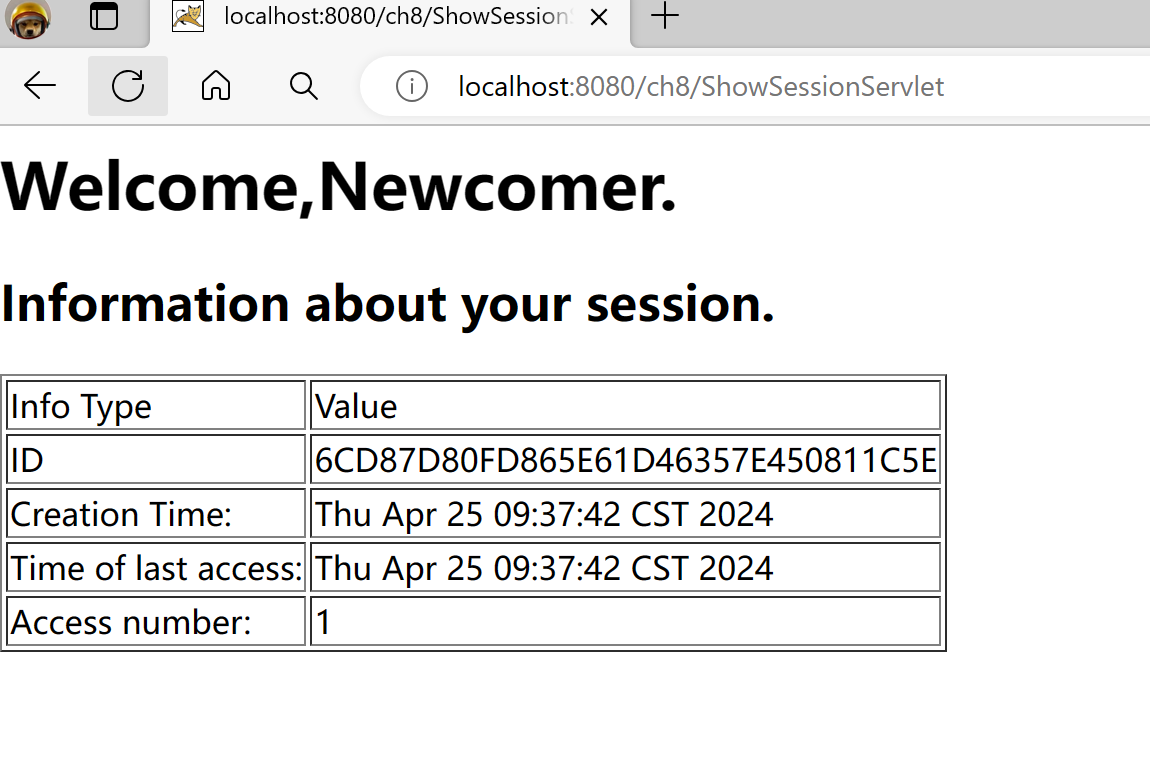 localhost:8080/ch8/ShowSession
localhost:8080/ch8/ShowSessionServlet
Welcome,Newcomer.
Information about your session.
Info Type Value
ID 6CD87D80FD865E61D46357E450811C5E
Creation Time: Thu Apr 25 09:37:42 CST 2024
Time of last access: Thu Apr 25 09:37:42 CST 2024
Access number: 1